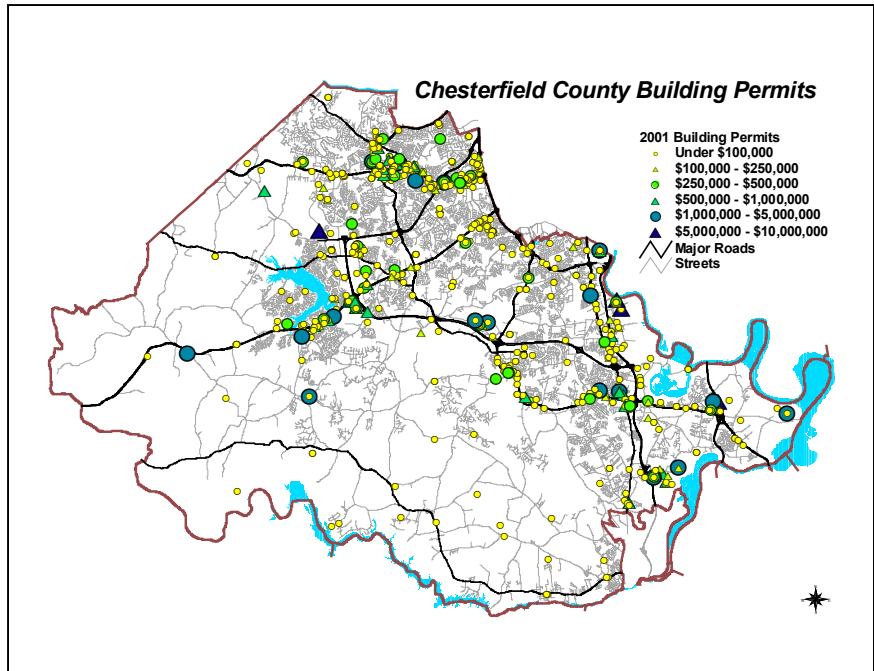 Chesterfield County Building Permits
2001 Building Permits
Under $100,000
$100,000 - $250,000
$250,000 - $500,000
$500,000 - $1,000,000
$1,000,000 - $5,000,000
$5,000,000 - $10,000,000
Major Roads
Streets